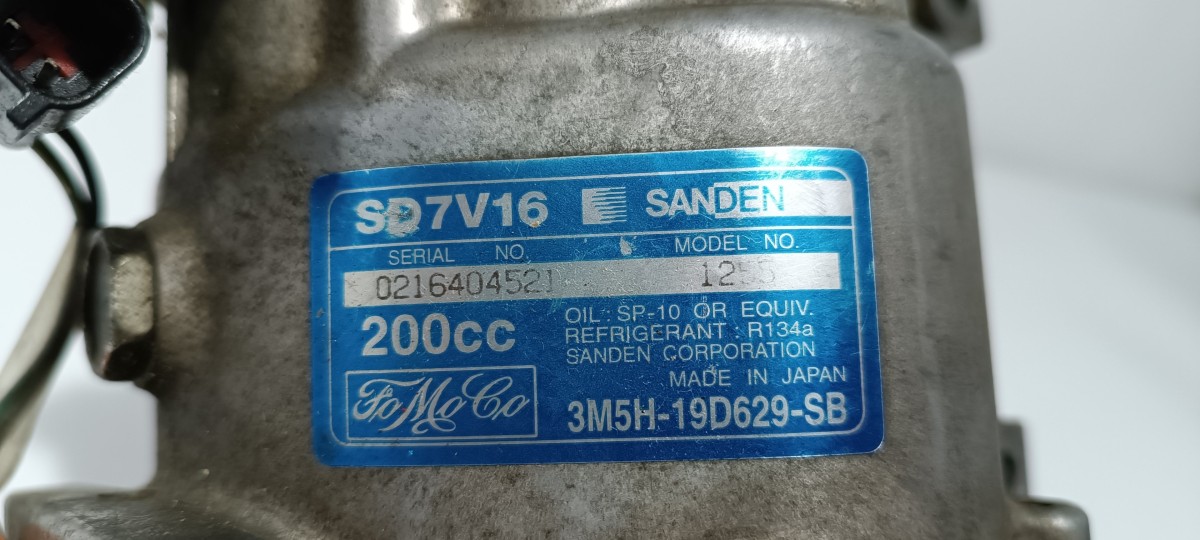 SD7V16 SANDEN
SERIAL NO. MODEL NO.
0216404521 1255
200cc
OIL : SP-10 OR EQUIV.
REFRIGERANT : R134a
SANDEN CORPORATION
MADE IN JAPAN
FoMoCo
3M5H-19D629-SB